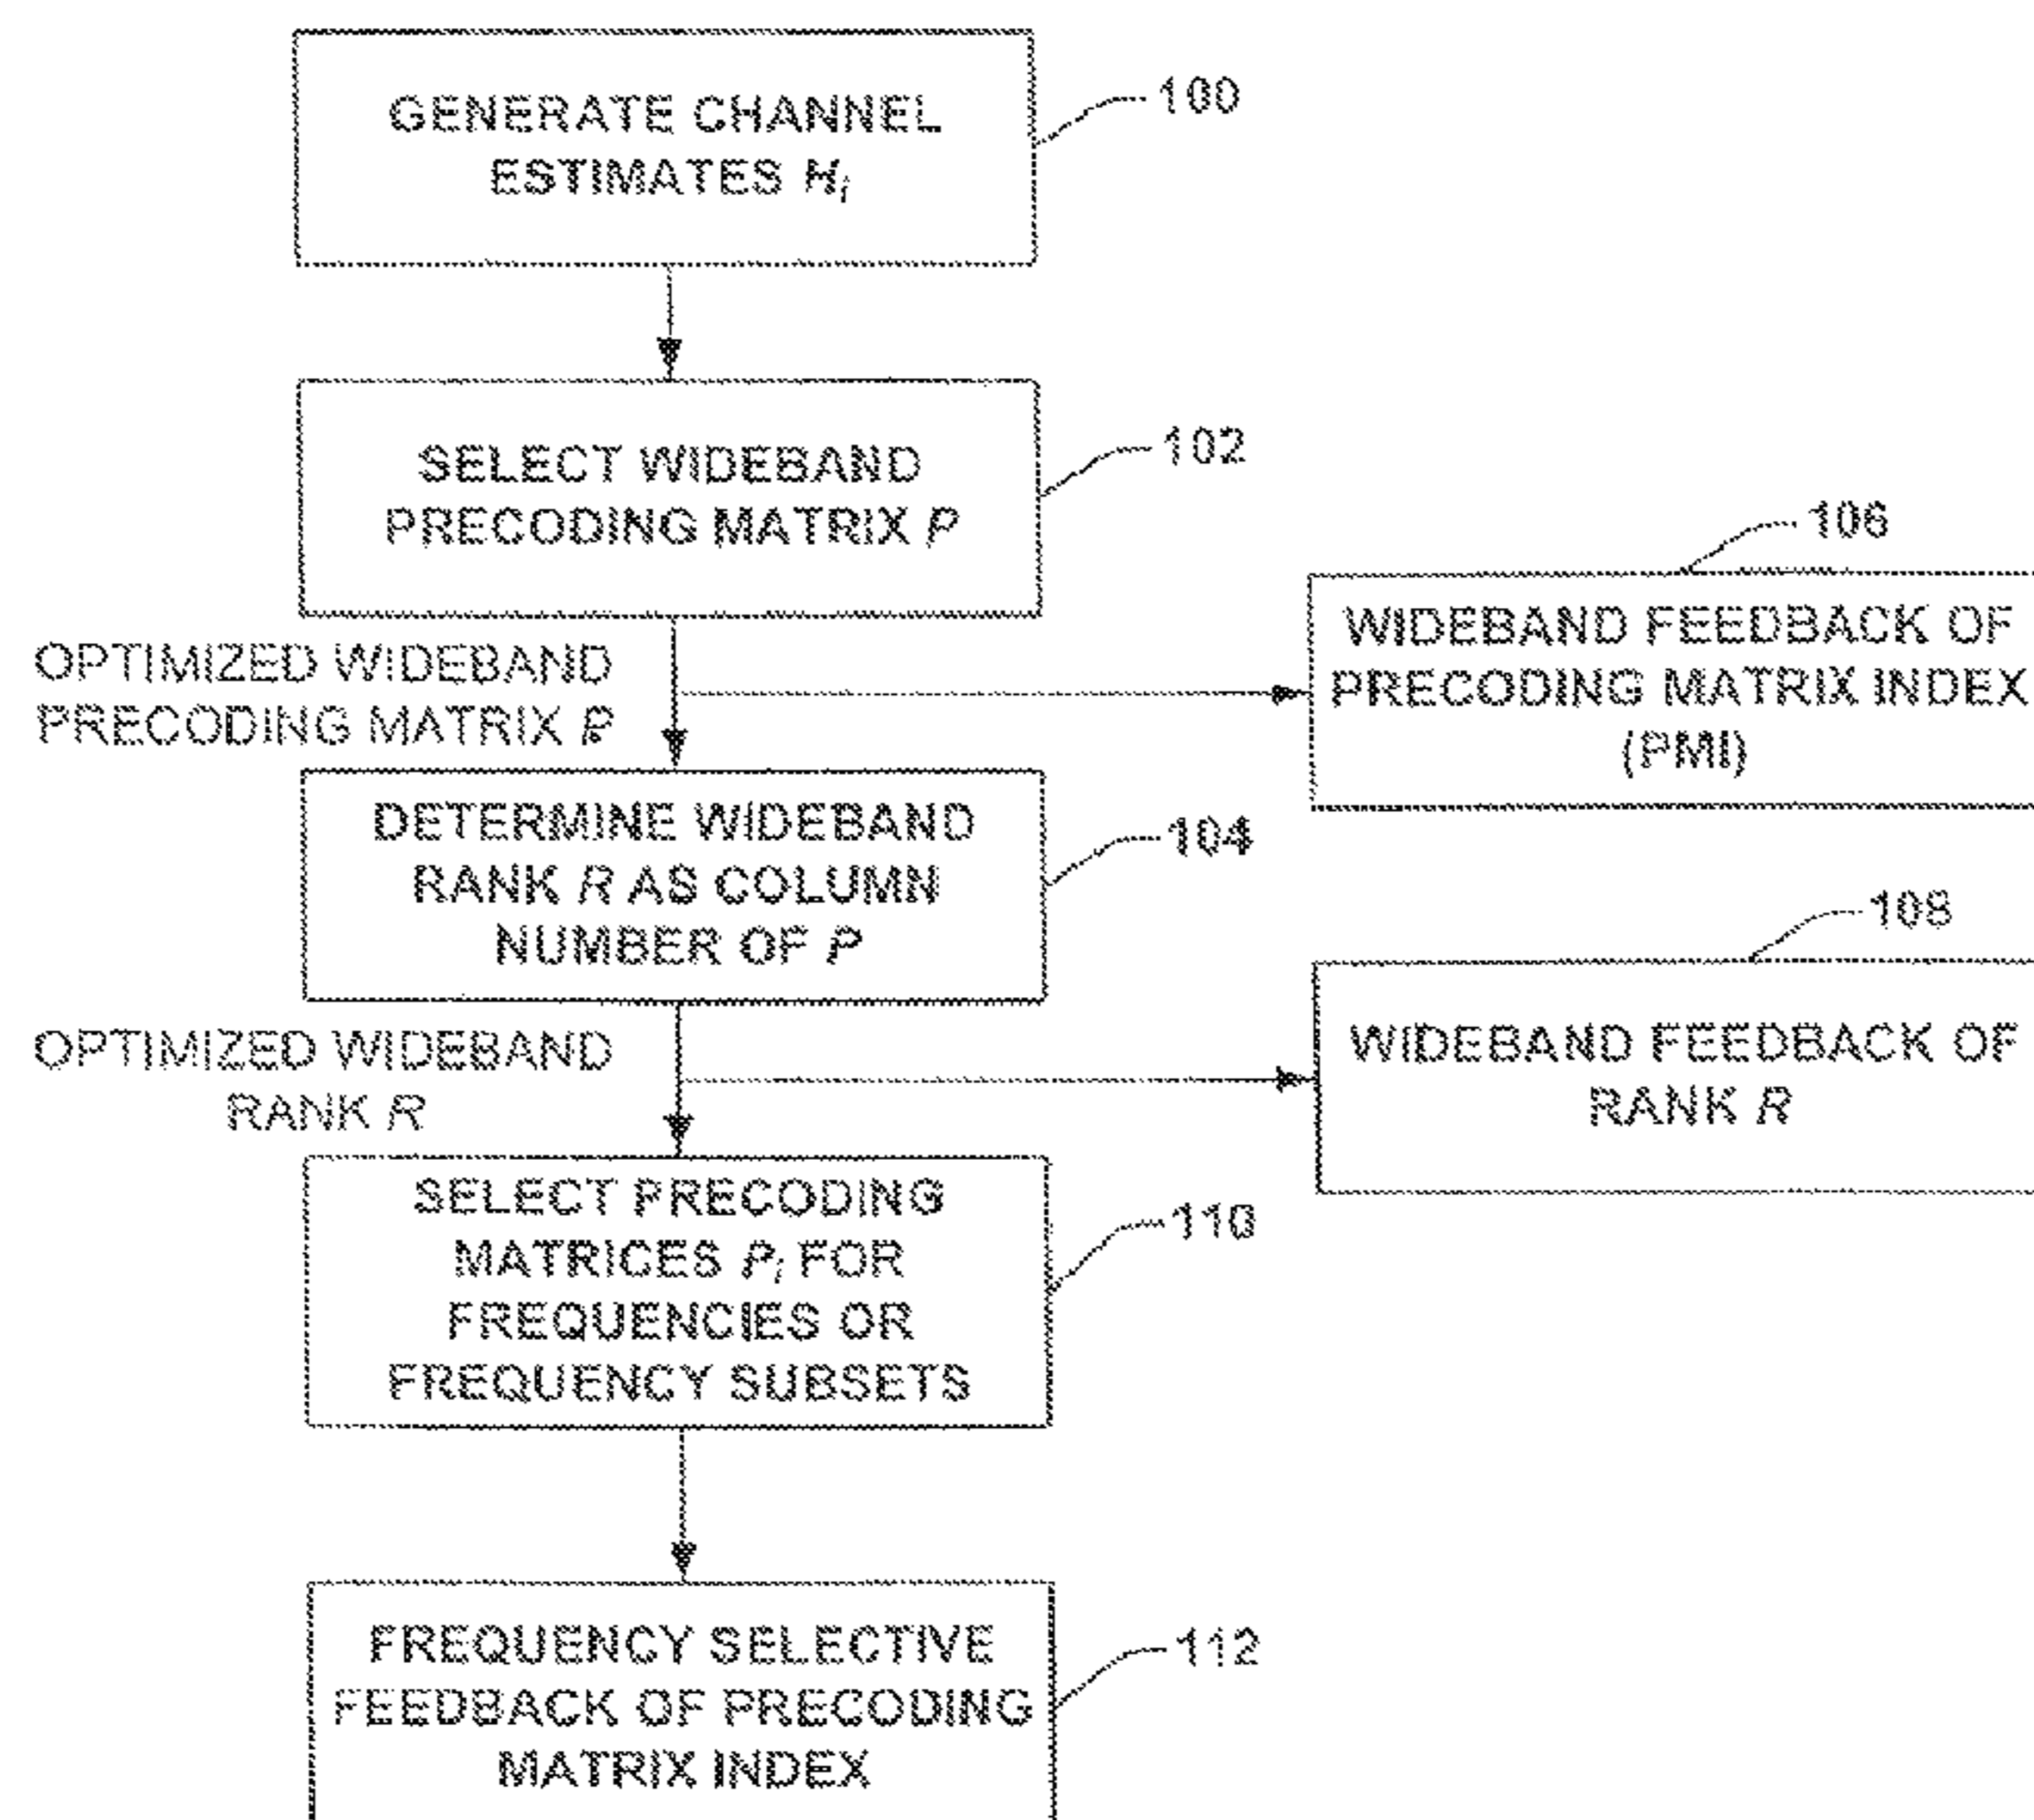 GENERATE CHANNEL
ESTIMATES Hi
100
SELECT WIDEBAND
PRECODING MATRIX P
102
OPTIMIZED WIDEBAND
PRECODING MATRIX P
106
WIDEBAND FEEDBACK OF
PRECODING MATRIX INDEX
(PMI)
DETERMINE WIDEBAND
RANK R AS COLUMN
NUMBER OF P
104
OPTIMIZED WIDEBAND
RANK R
108
WIDEBAND FEEDBACK OF
RANK R
SELECT PRECODING
MATRICES Pi FOR
FREQUENCIES OR
FREQUENCY SUBSETS
110
FREQUENCY SELECTIVE
FEEDBACK OF PRECODING
MATRIX INDEX
112